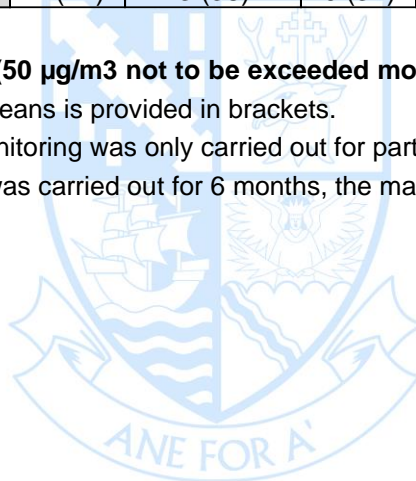 (50 µg/m3 not to be exceeded mo
eans is provided in brackets.
nitoring was only carried out for part
was carried out for 6 months, the ma
ANE FOR A'